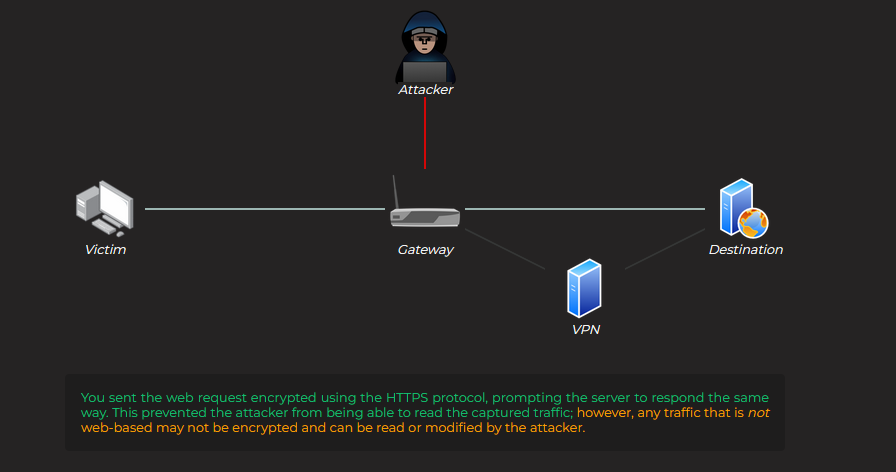 Attacker
Victim
Gateway
Destination
VPN
You sent the web request encrypted using the HTTPS protocol, prompting the server to respond the same
way. This prevented the attacker from being able to read the captured traffic; however, any traffic that is not
web-based may not be encrypted and can be read or modified by the attacker.